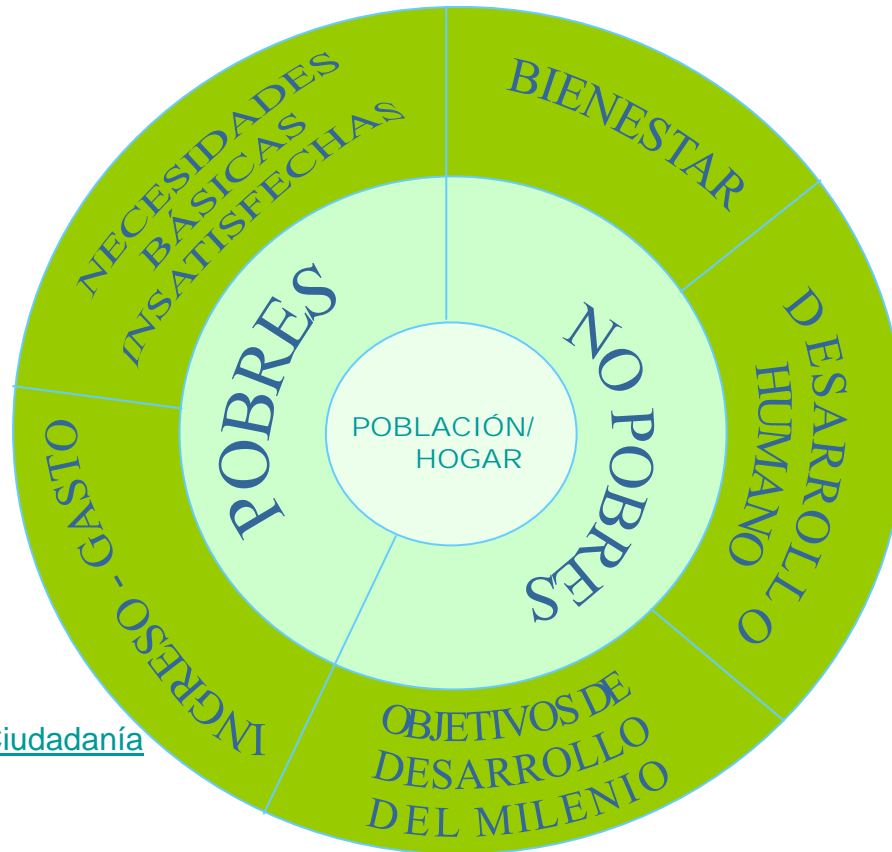 NECESIDADES
BÁSICAS
INSATISFECHAS
BIENESTAR
DESARROLLO
HUMANO
OBJETIVOS DE
DESARROLLO
DEL MILENIO
INGRESO - GASTO
POBRES
NO POBRES
POBLACIÓN/
HOGAR
Ciudadanía